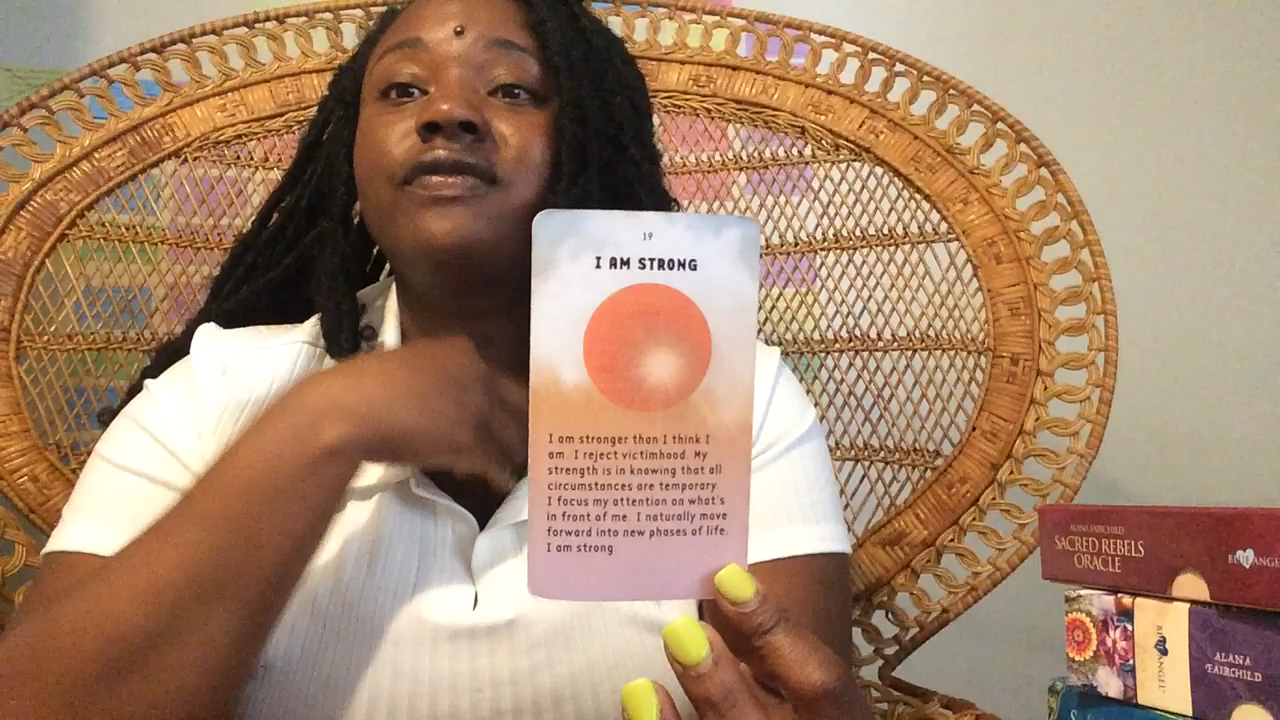 19
I AM STRONG
I am stronger than I think I
am. I reject victimhood. My
strength is in knowing that all
circumstances are temporary.
I focus my attention on what's
in front of me. I naturally move
forward into new phases of life.
I am strong
ALANA FAIRCHILD
SACRED REBELS
ORACLE
BLUE ANGEL
BLUE ANGEL
ALANA
FAIRCHILD